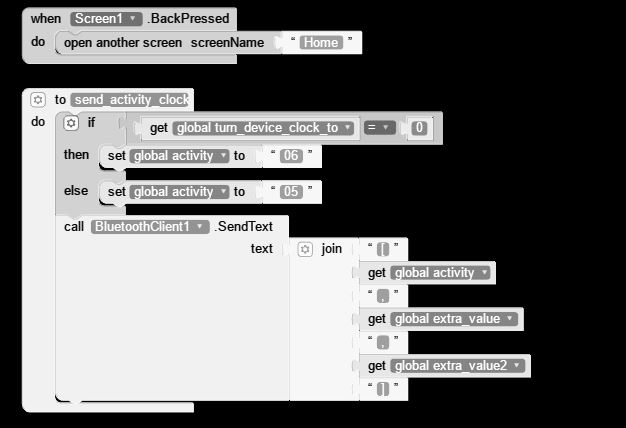 when Screen1 .BackPressed
do open another screen screenName " Home "
to send_activity_clock
do if get global turn_device_clock_to = 0
then set global activity to " 06 "
else set global activity to " 05 "
call BluetoothClient1 .SendText
text join " [ "
get global activity
" , "
get global extra_value
" , "
get global extra_value2
" ] "